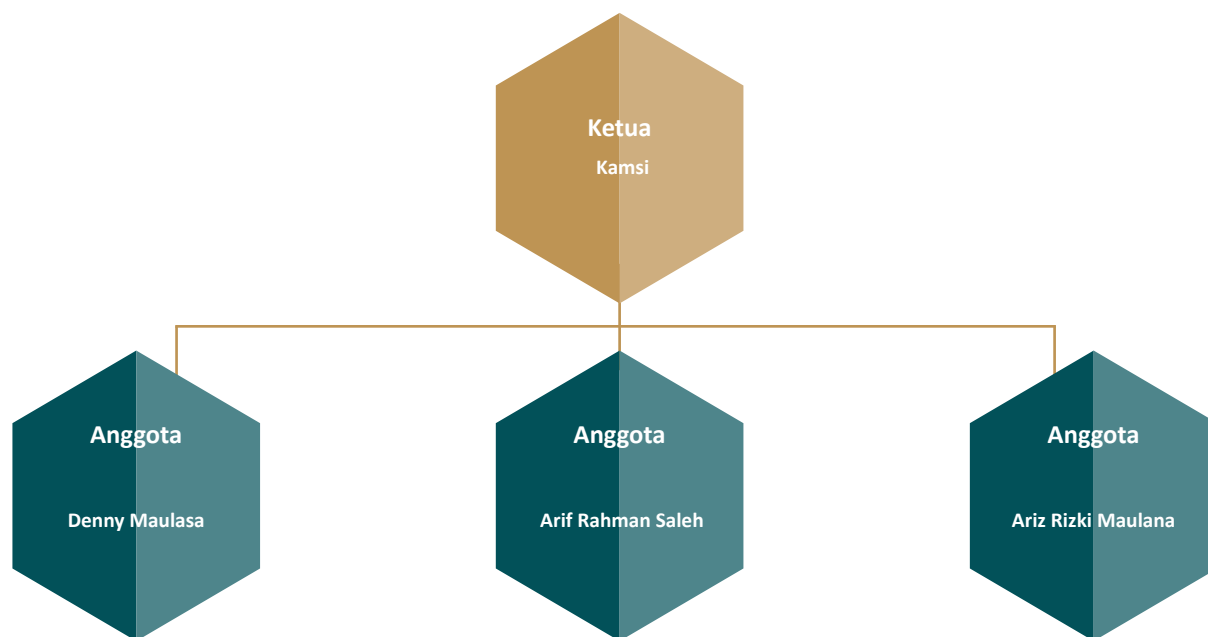 Ketua
Kamsi
Anggota
Denny Maulasa
Anggota
Arif Rahman Saleh
Anggota
Ariz Rizki Maulana